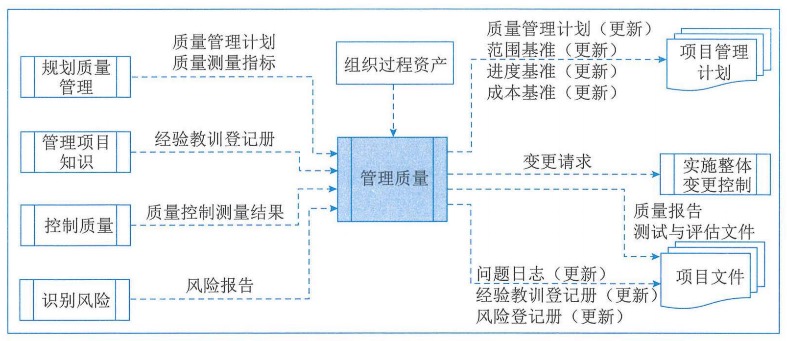 规划质量
管理
质量管理计划
质量测量指标
组织过程资产
质量管理计划（更新）
范围基准（更新）
进度基准（更新）
成本基准（更新）
项目管理
计划
管理项目
知识
经验教训登记册
管理质量
变更请求
实施整体
变更控制
控制质量
质量控制测量结果
质量报告
测试与评估文件
识别风险
风险报告
问题日志（更新）
经验教训登记册（更新）
风险登记册（更新）
项目文件